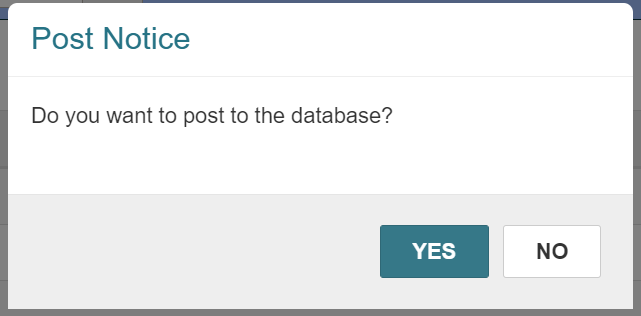 Post Notice
Do you want to post to the database?
YES NO